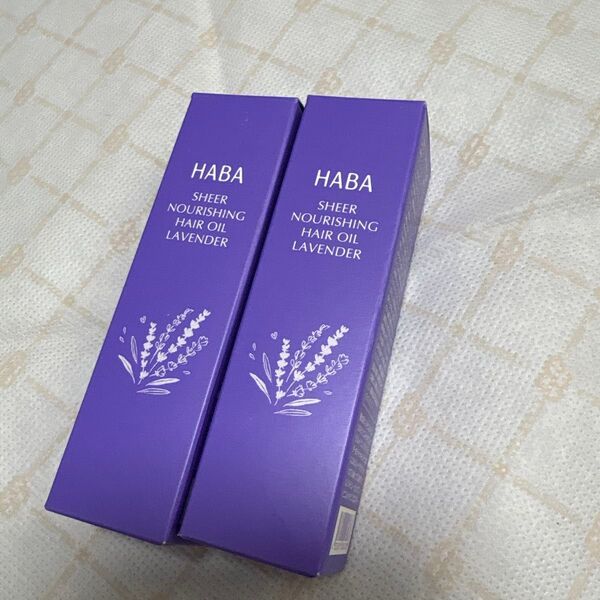 HABA
SHEER
NOURISHING
HAIR OIL
LAVENDER
HABA
SHEER
NOURISHING
HAIR OIL
LAVENDER